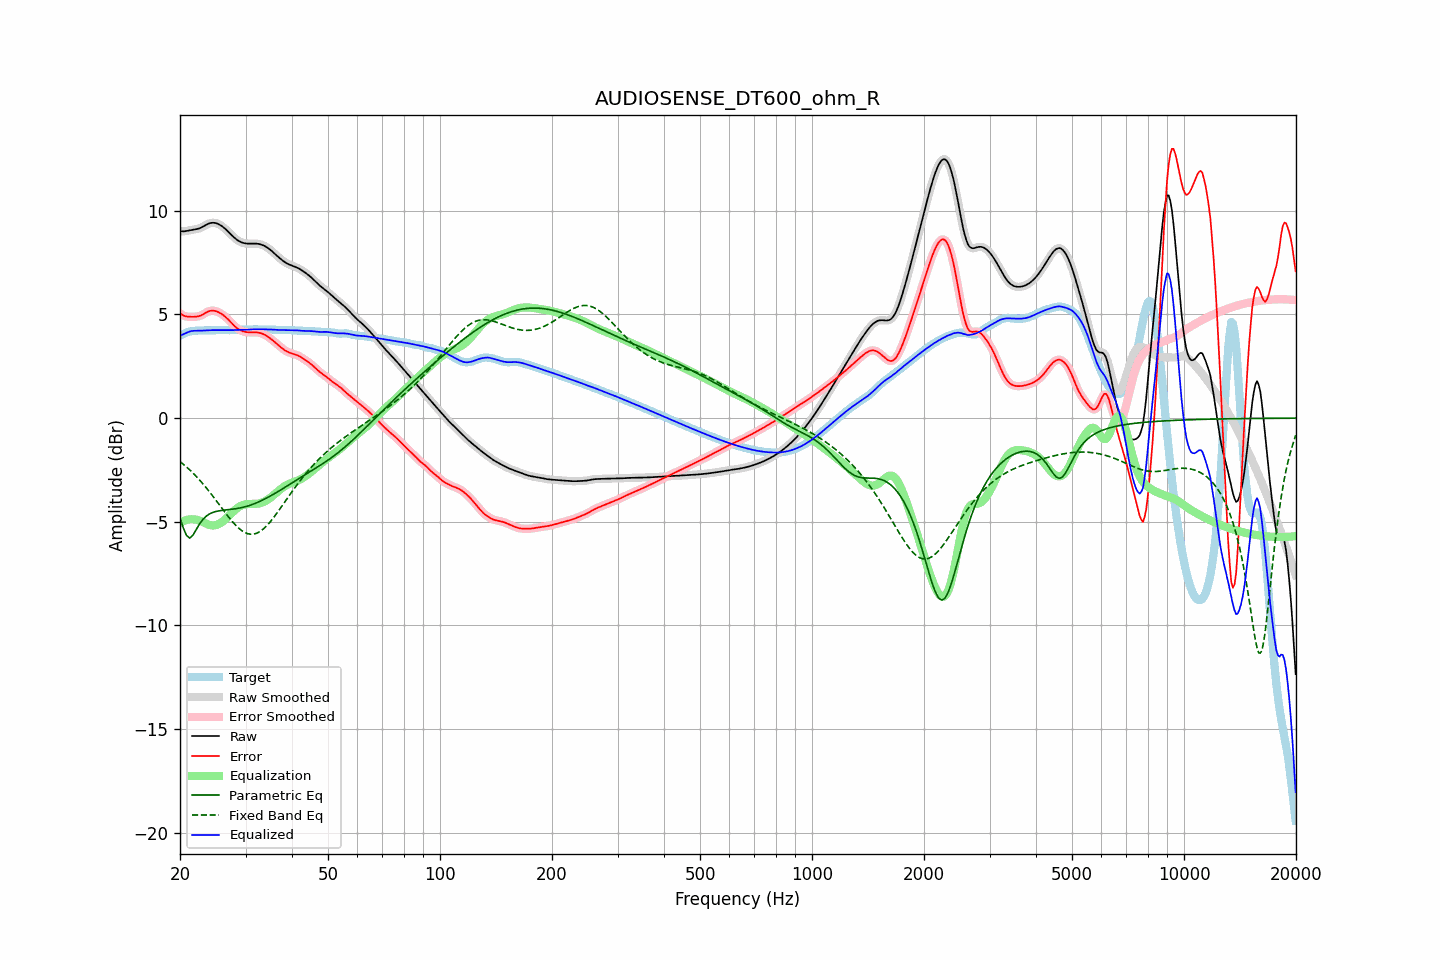 AUDIOSENSE_DT600_ohm_R
Amplitude (dBr)
10
5
0
−5
−10
−15
−20
Target
Raw Smoothed
Error Smoothed
Raw
Error
Equalization
Parametric Eq
Fixed Band Eq
Equalized
20 50 100 200 500 1000 2000 5000 10000 20000
Frequency (Hz)